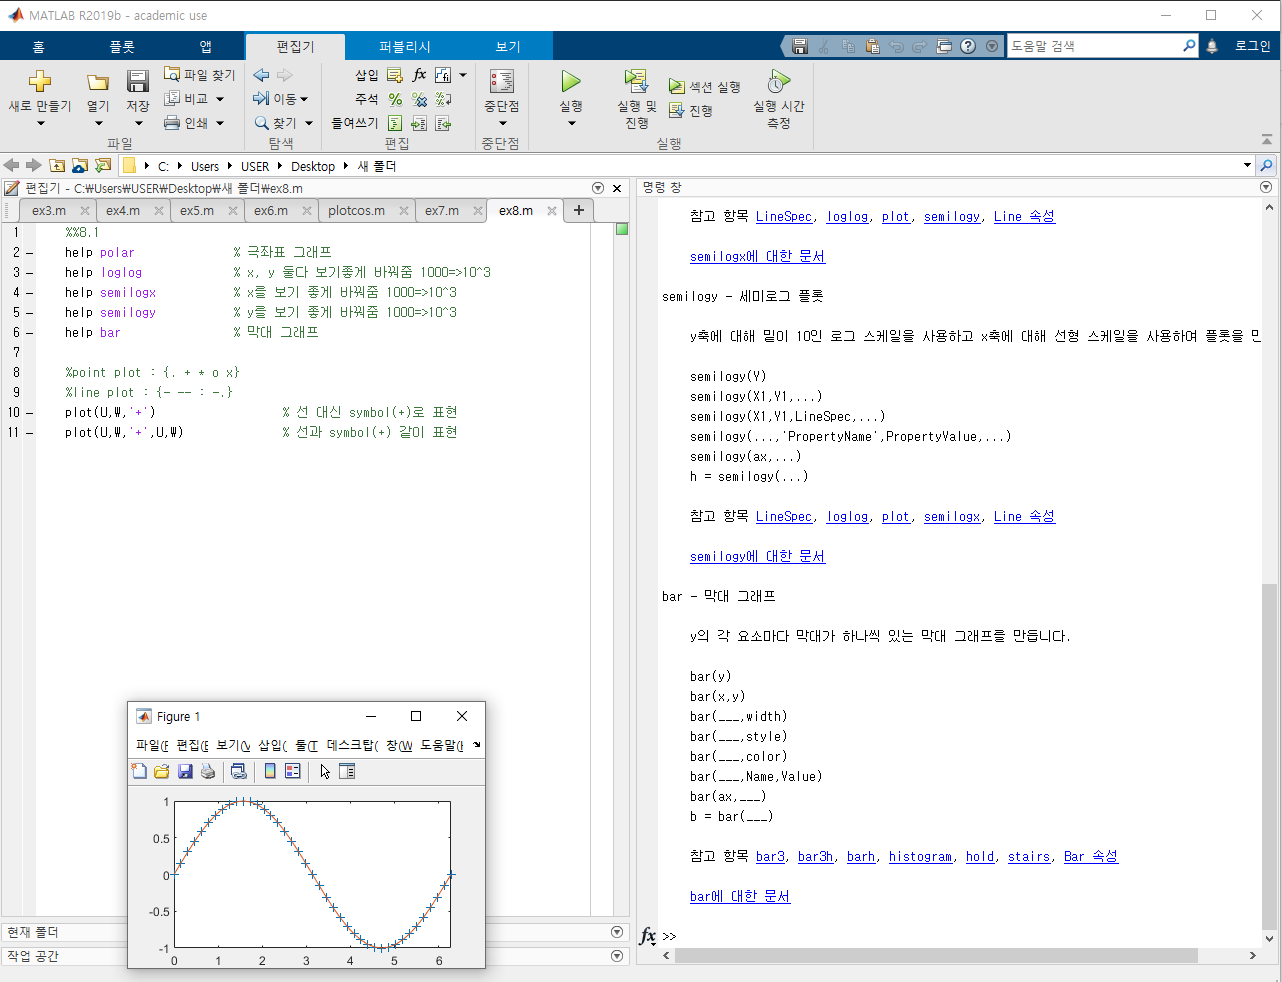 MATLAB R2019b - academic use
홈 플롯 앱 편집기 퍼블리시 보기 도움말 검색 로그인
새로 만들기 열기 저장 파일 찾기 비교 인쇄 이동 찾기 삽입 fx 주석 들여쓰기 중단점 실행 실행 및 진행 섹션 실행 진행 실행 시간 측정
파일 탐색 편집 중단점 실행
C: Users USER Desktop 새 폴더
편집기 - C:₩Users₩USER₩Desktop₩새 폴더₩ex8.m
ex3.m ex4.m ex5.m ex6.m plotcos.m ex7.m ex8.m +
1 %%8.1
2 – help polar % 극좌표 그래프
3 – help loglog % x, y 둘다 보기좋게 바꿔줌 1000=>10^3
4 – help semilogx % x를 보기 좋게 바꿔줌 1000=>10^3
5 – help semilogy % y를 보기 좋게 바꿔줌 1000=>10^3
6 – help bar % 막대 그래프
7
8 %point plot : {. + * o x}
9 %line plot : {- -- : -.}
10 – plot(U,₩,'+') % 선 대신 symbol(+)로 표현
11 – plot(U,₩,'+',U,₩) % 선과 symbol(+) 같이 표현
Figure 1
파일(F 편집(E 보기(V 삽입( 툴(T 데스크탑( 창(W 도움말(H
1
0.5
0
-0.5
-1
0 1 2 3 4 5 6
현재 폴더
작업 공간
명령 창
참고 항목 LineSpec, loglog, plot, semilogy, Line 속성
semilogx에 대한 문서
semilogy - 세미로그 플롯
y축에 대해 밑이 10인 로그 스케일을 사용하고 x축에 대해 선형 스케일을 사용하여 플롯을 만
semilogy(Y)
semilogy(X1,Y1,...)
semilogy(X1,Y1,LineSpec,...)
semilogy(...,'PropertyName',PropertyValue,...)
semilogy(ax,...)
h = semilogy(...)
참고 항목 LineSpec, loglog, plot, semilogx, Line 속성
semilogy에 대한 문서
bar - 막대 그래프
y의 각 요소마다 막대가 하나씩 있는 막대 그래프를 만듭니다.
bar(y)
bar(x,y)
bar(___,width)
bar(___,style)
bar(___,color)
bar(___,Name,Value)
bar(ax,___)
b = bar(___)
참고 항목 bar3, bar3h, barh, histogram, hold, stairs, Bar 속성
bar에 대한 문서
fx >>